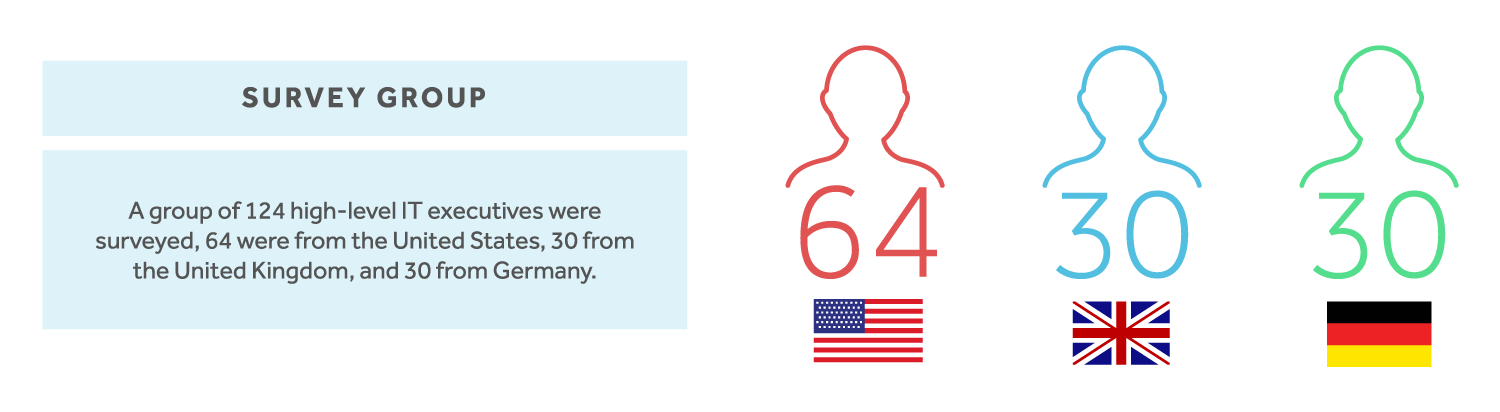 SURVEY GROUP
A group of 124 high-level IT executives were
surveyed, 64 were from the United States, 30 from
the United Kingdom, and 30 from Germany.
64
30
30